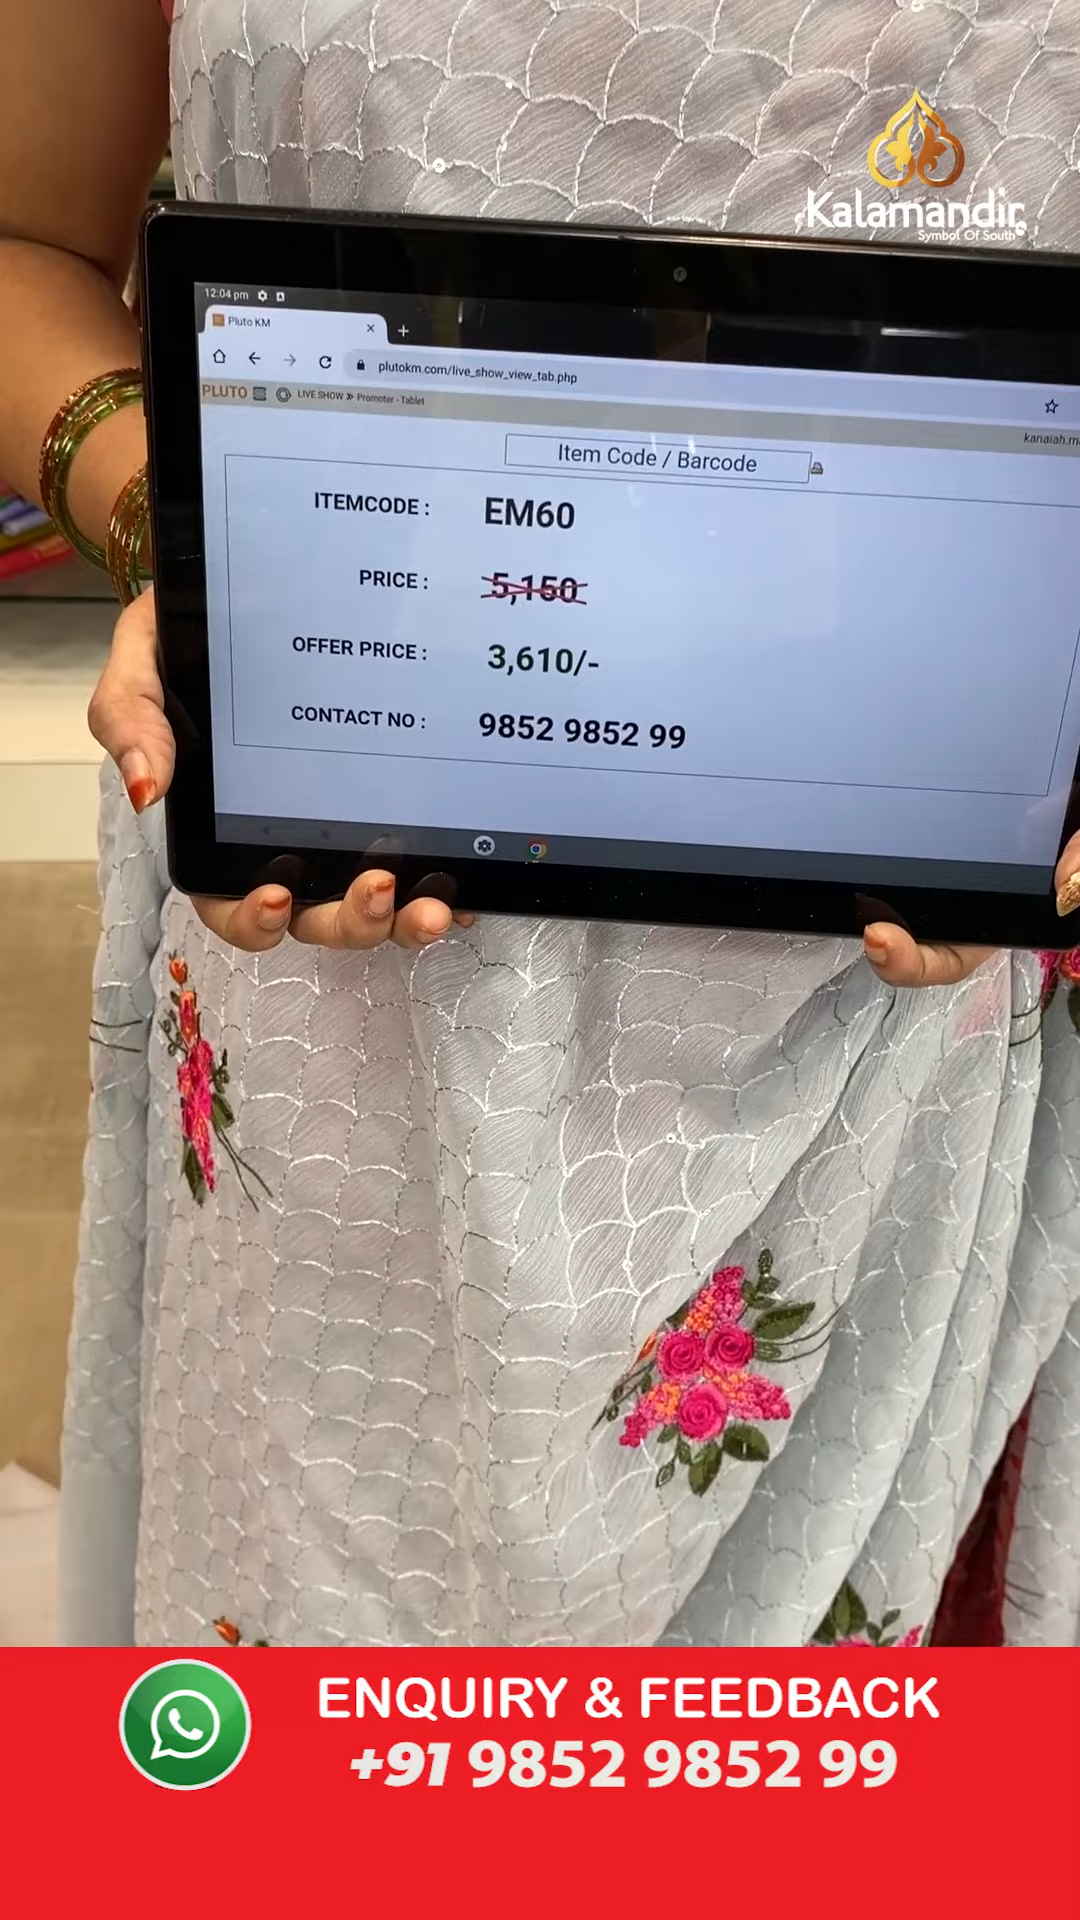 Kalamandir
Symbol Of South
12:04 pm
Pluto KM
plutokm.com/live_show_view_tab.php
PLUTO LIVE SHOW » Promoter - Tablet
kanaiah.m
Item Code / Barcode
ITEMCODE : EM60
PRICE : 5,150
OFFER PRICE : 3,610/-
CONTACT NO : 9852 9852 99
ENQUIRY & FEEDBACK
+91 9852 9852 99